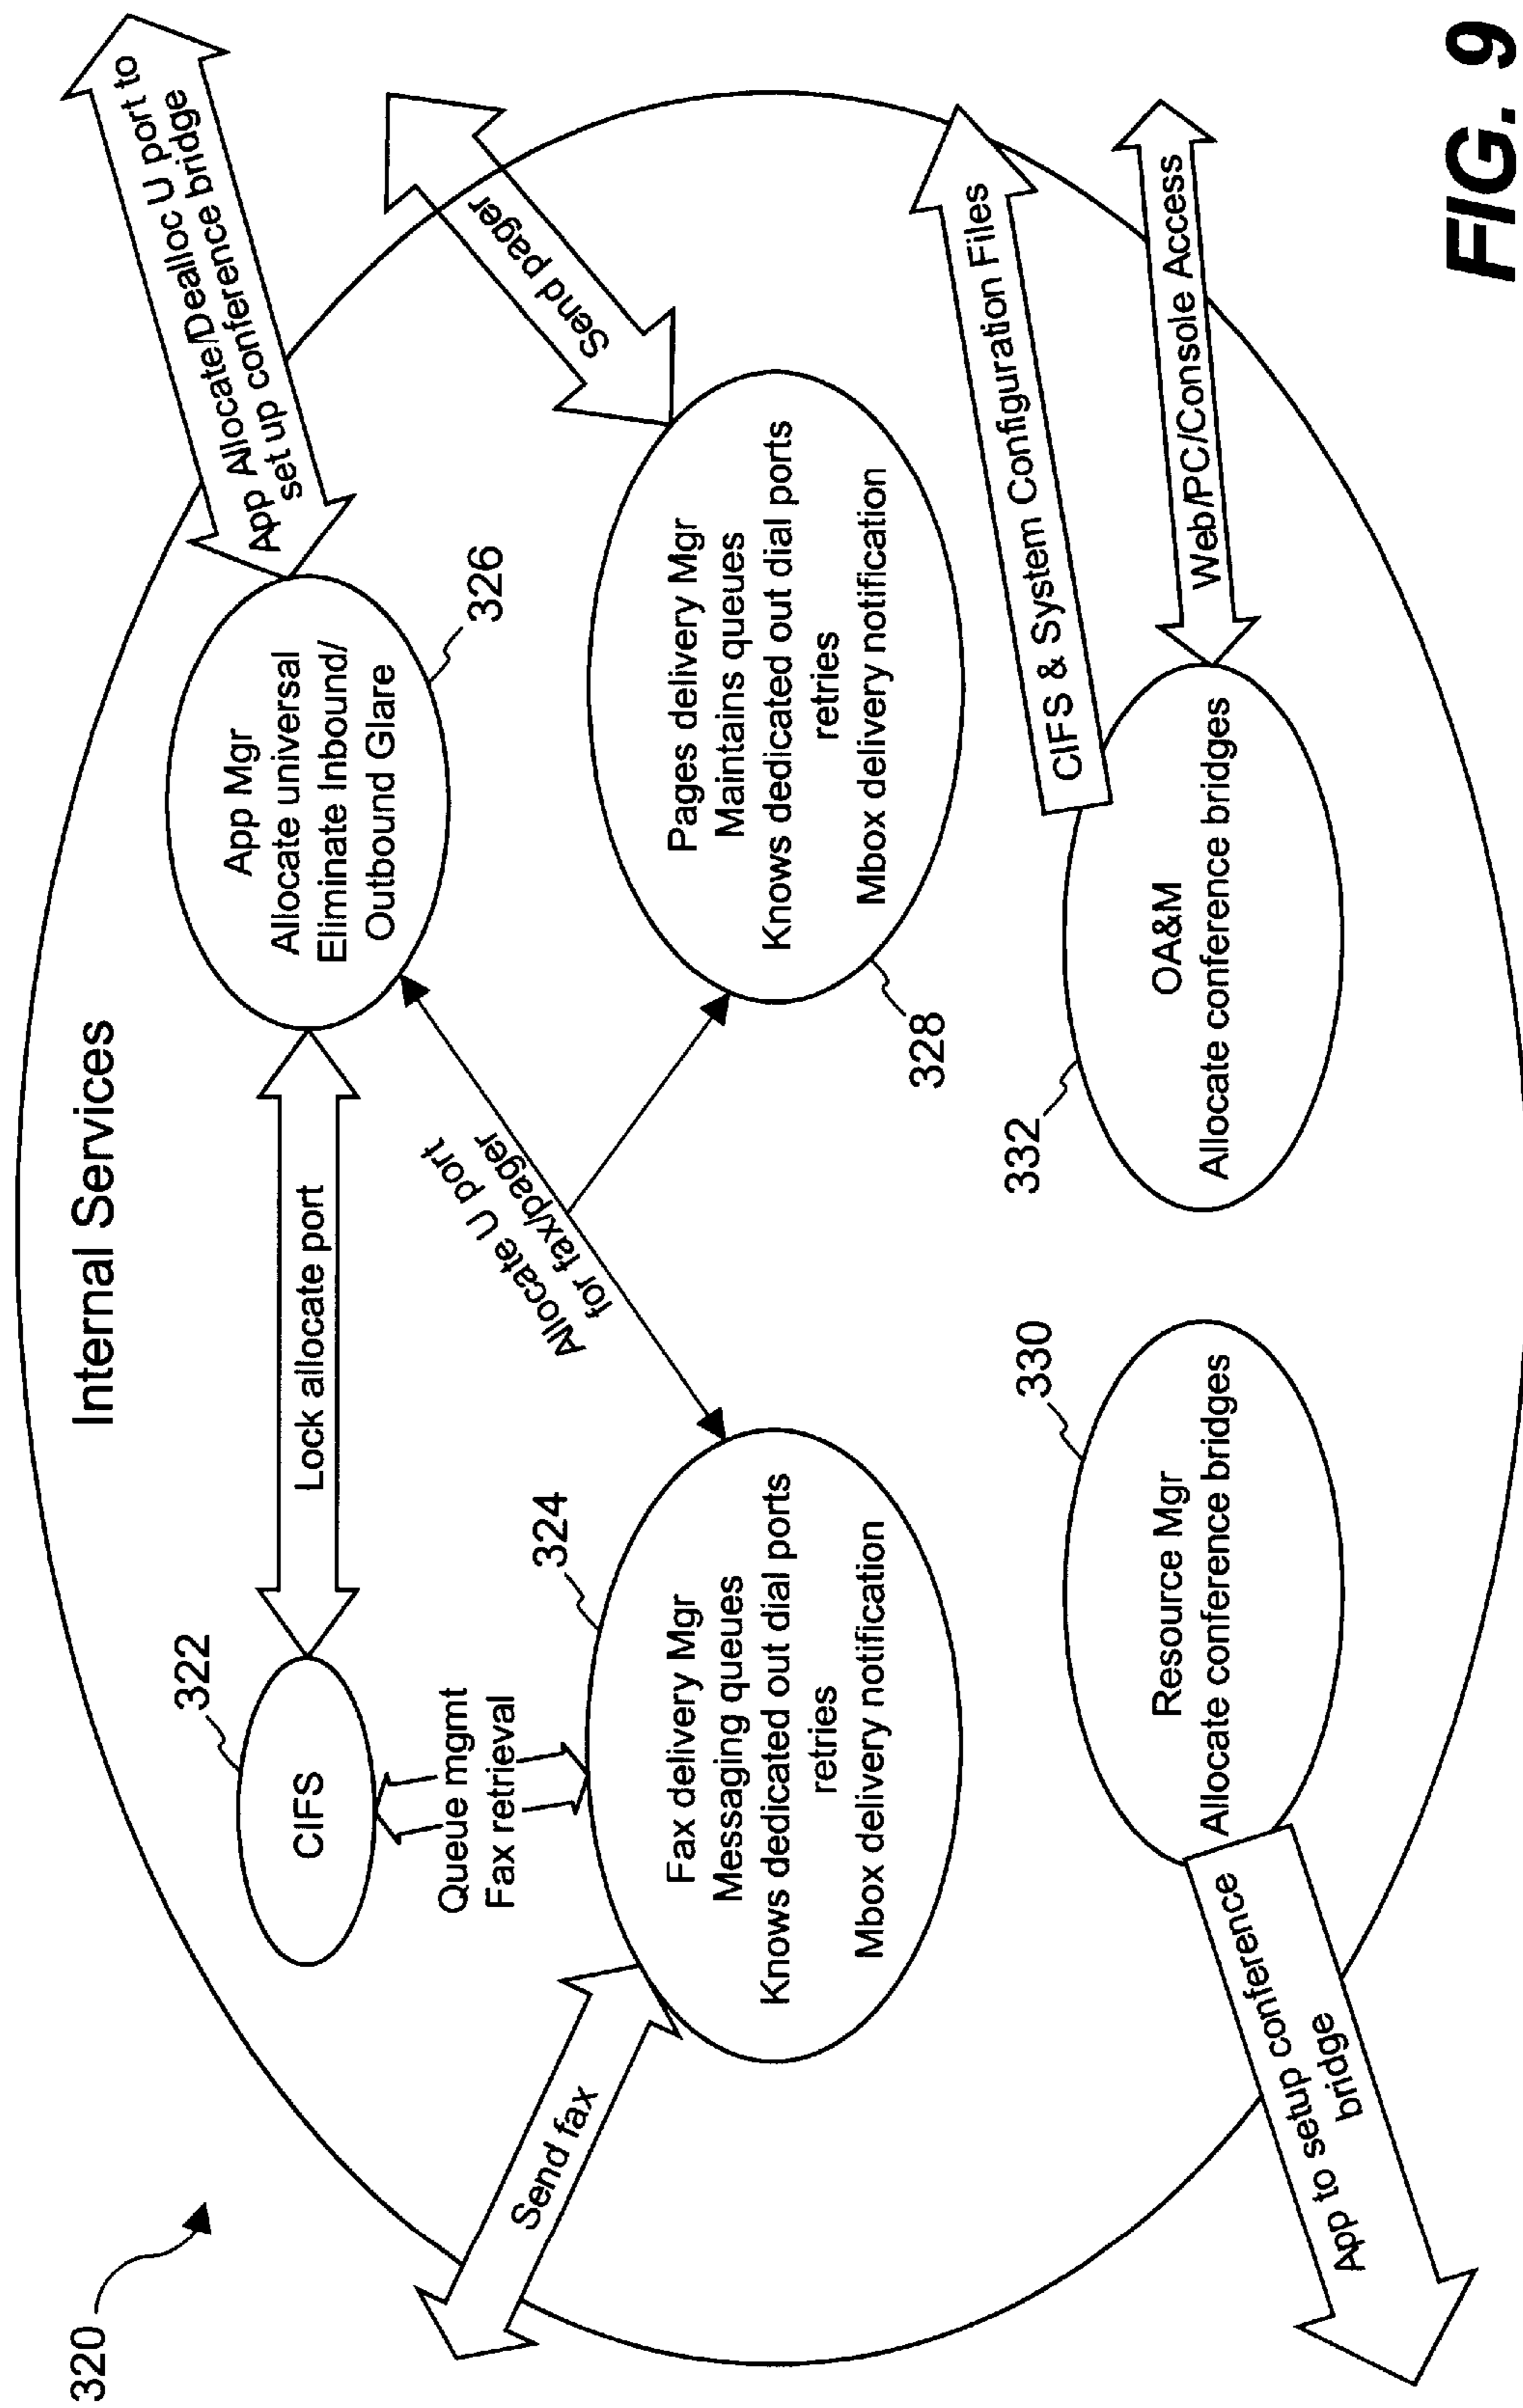 320
Internal Services
322
CIFS
Lock allocate port
App Mgr
Allocate universal
Eliminate Inbound/
Outbound Glare
326
App Allocate/Dealloc U port to
set up conference bridge
Queue mgmt
Fax retrieval
324
Allocate U port
for fax/pager
Send pager
Send fax
Fax delivery Mgr
Messaging queues
Knows dedicated out dial ports
retries
Mbox delivery notification
Pages delivery Mgr
Maintains queues
Knows dedicated out dial ports
retries
Mbox delivery notification
328
330
Resource Mgr
Allocate conference bridges
App to setup conference
bridge
332
OA&M
Allocate conference bridges
CIFS & System Configuration Files
Web/PC/Console Access
FIG. 9